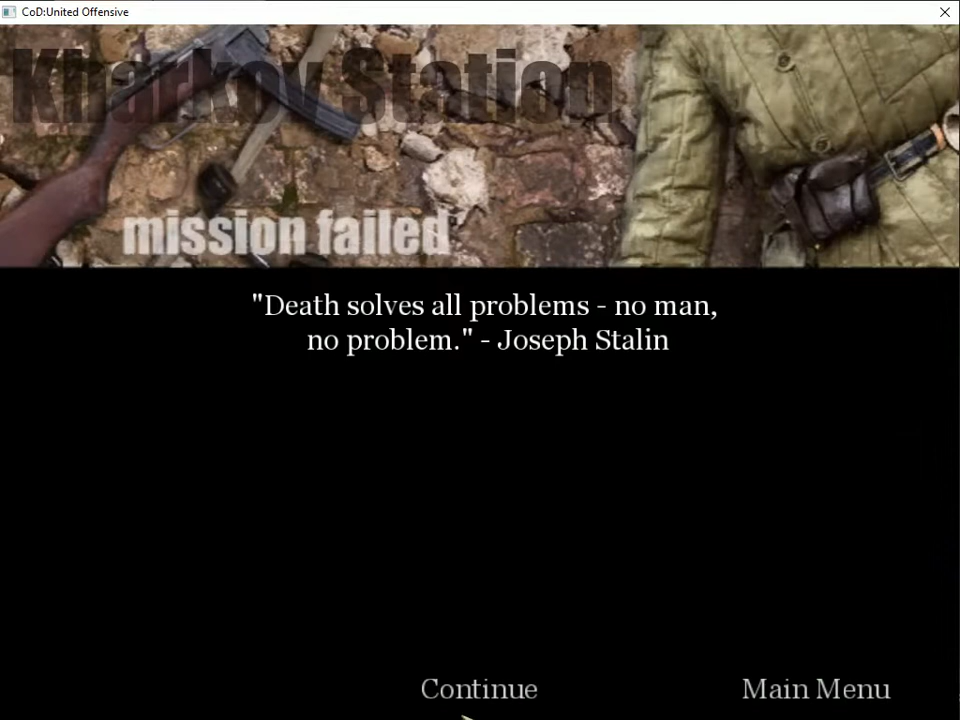 CoD:United Offensive
Kharkov Station
mission failed
"Death solves all problems - no man,
no problem." - Joseph Stalin
Continue
Main Menu